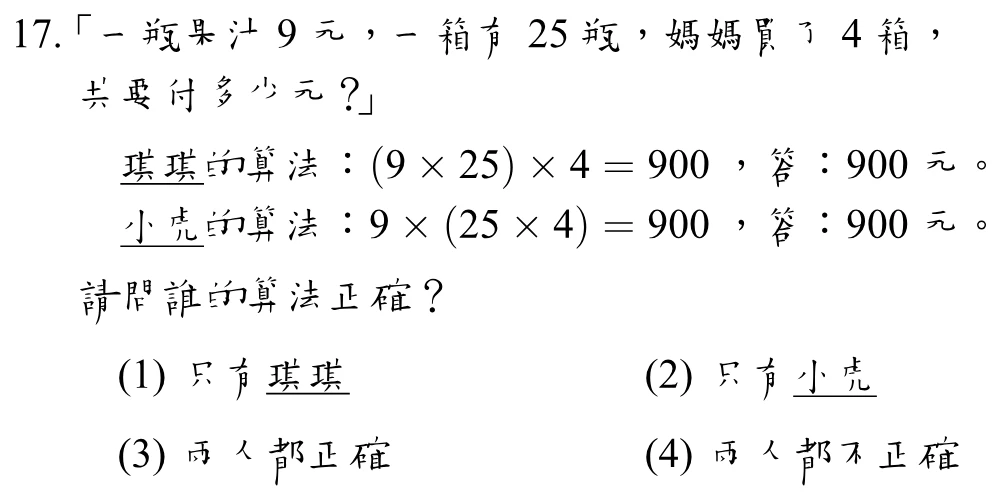 17.「一瓶果汁 9 元，一箱有 25 瓶，媽媽買了 4 箱，
共要付多少元？」
琪琪的算法：(9 × 25) × 4 = 900 ，答：900 元。
小虎的算法：9 × (25 × 4) = 900 ，答：900 元。
請問誰的算法正確？
(1) 只有琪琪 (2) 只有小虎
(3) 兩人都正確 (4) 兩人都不正確